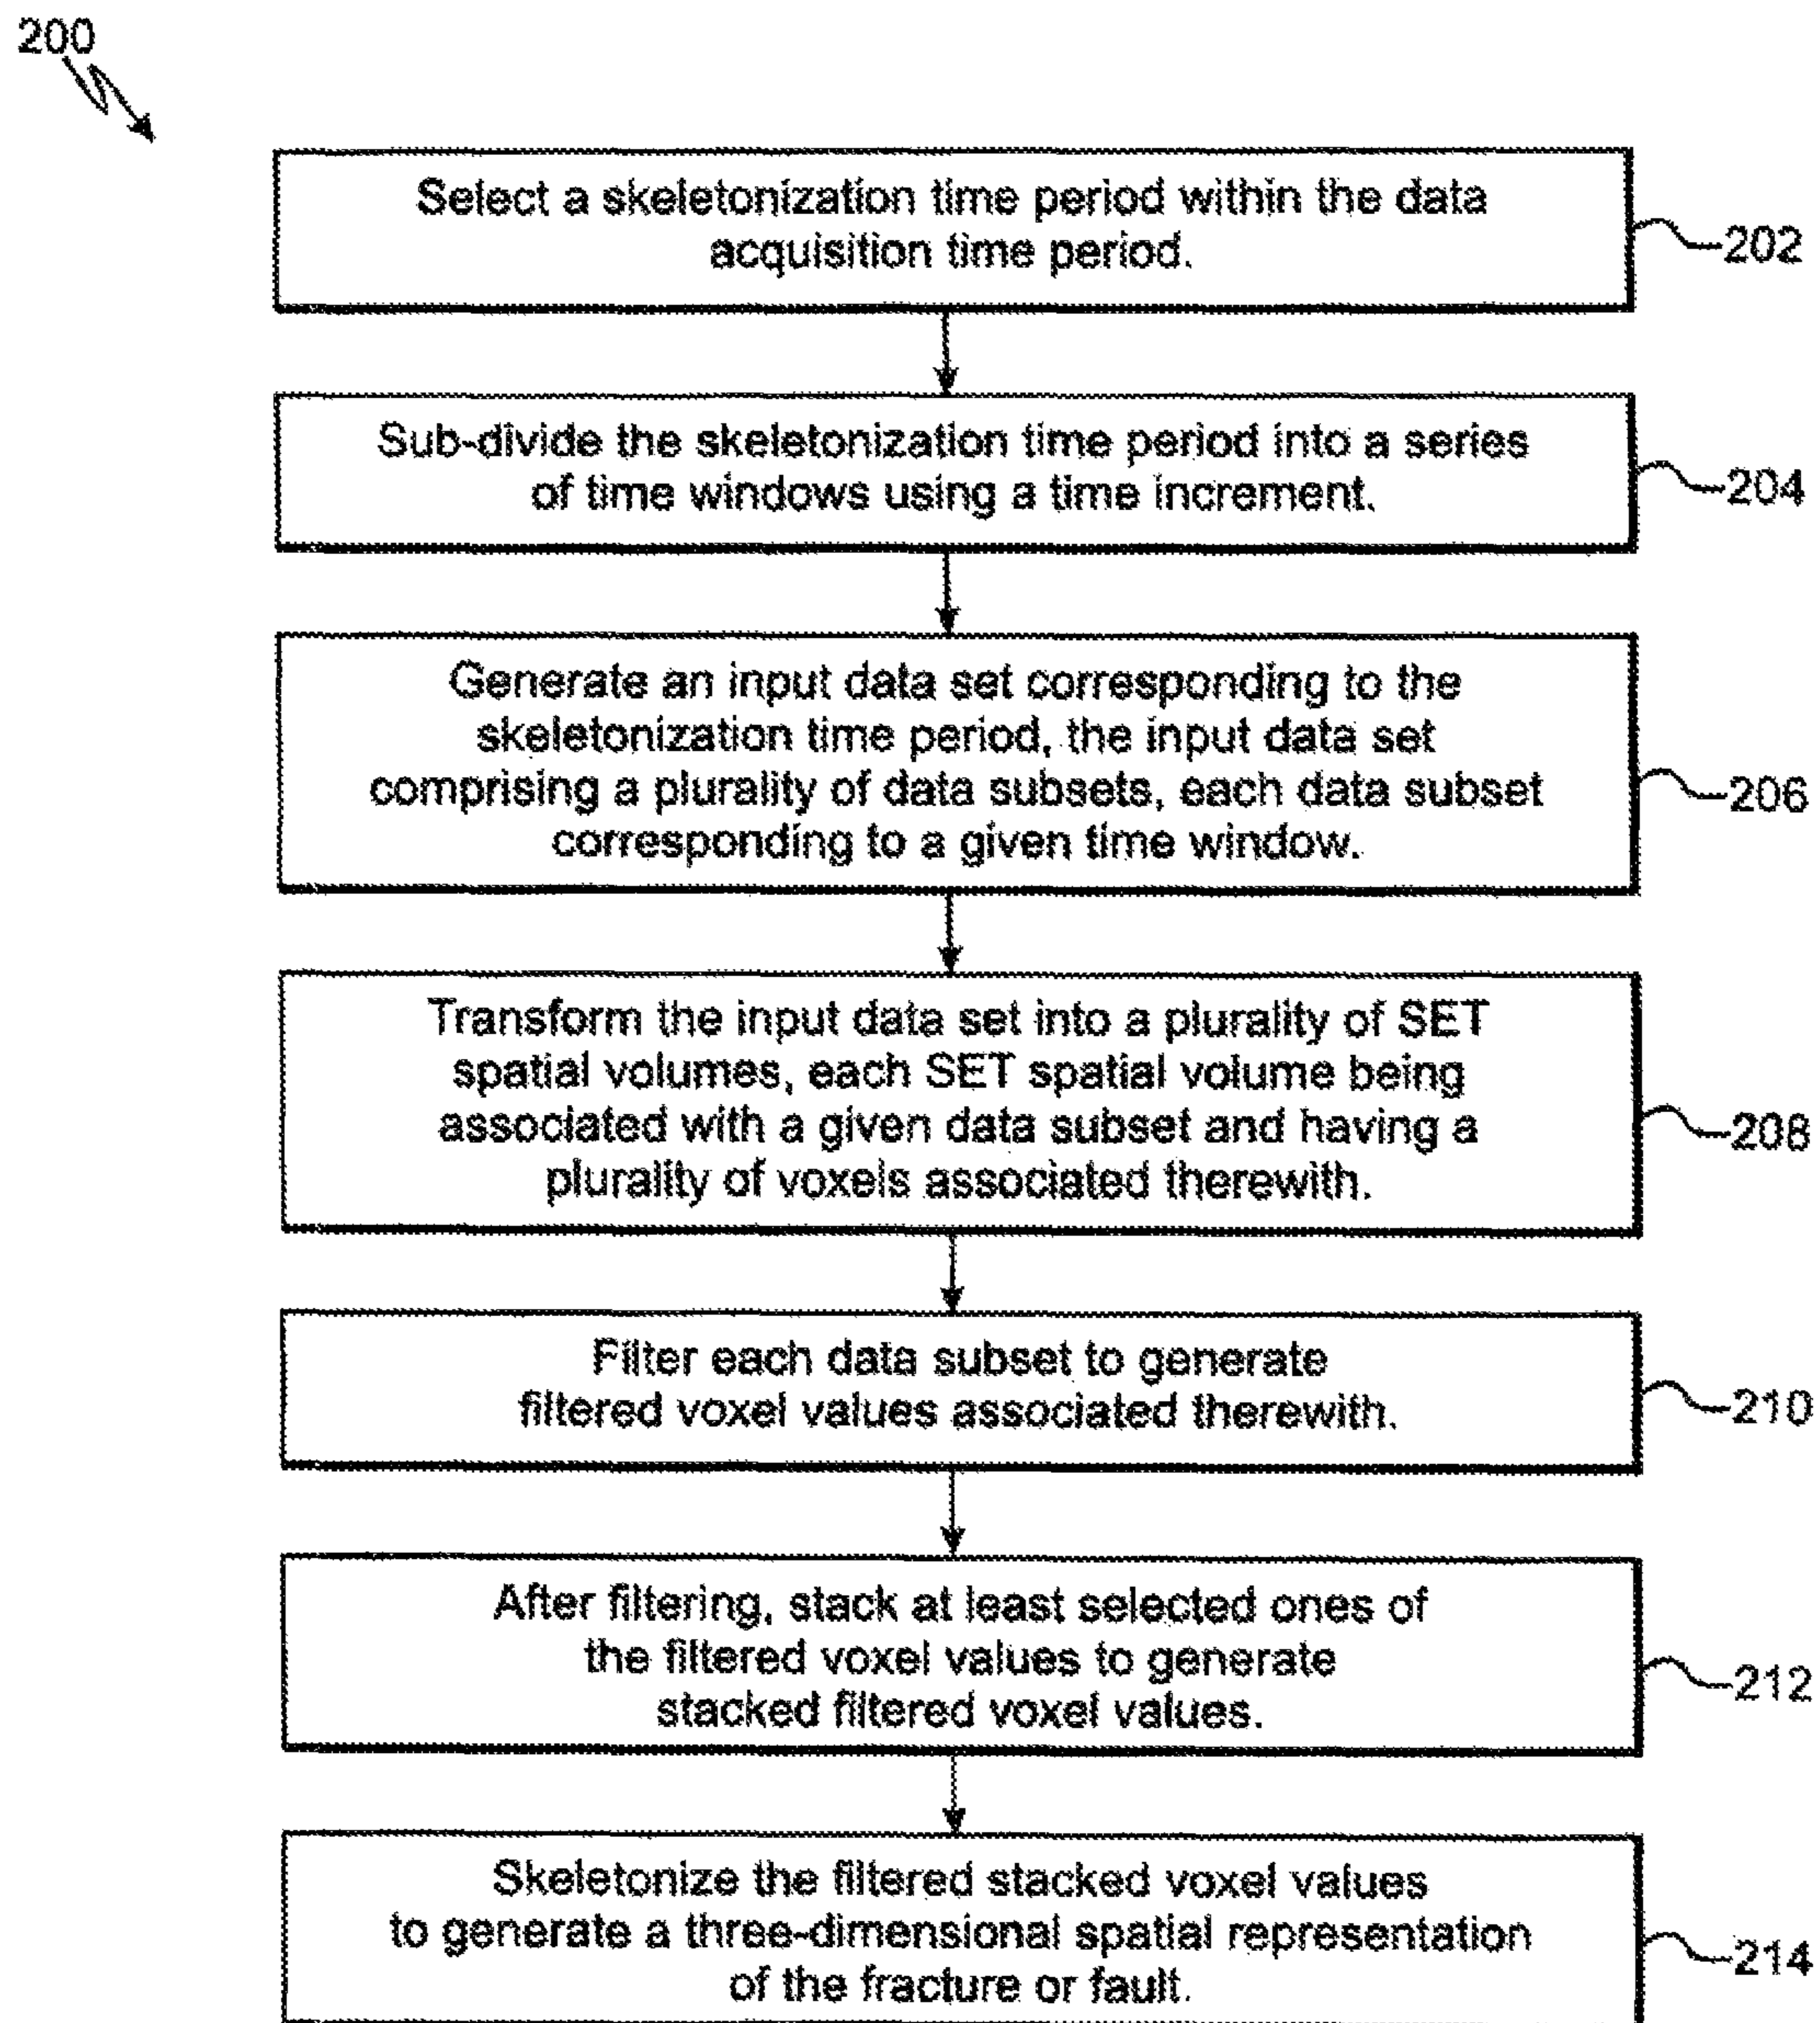 200
Select a skeletonization time period within the data
acquisition time period.
202
Sub-divide the skeletonization time period into a series
of time windows using a time increment.
204
Generate an input data set corresponding to the
skeletonization time period, the input data set
comprising a plurality of data subsets, each data subset
corresponding to a given time window.
206
Transform the input data set into a plurality of SET
spatial volumes, each SET spatial volume being
associated with a given data subset and having a
plurality of voxels associated therewith.
208
Filter each data subset to generate
filtered voxel values associated therewith.
210
After filtering, stack at least selected ones of
the filtered voxel values to generate
stacked filtered voxel values.
212
Skeletonize the filtered stacked voxel values
to generate a three-dimensional spatial representation
of the fracture or fault.
214